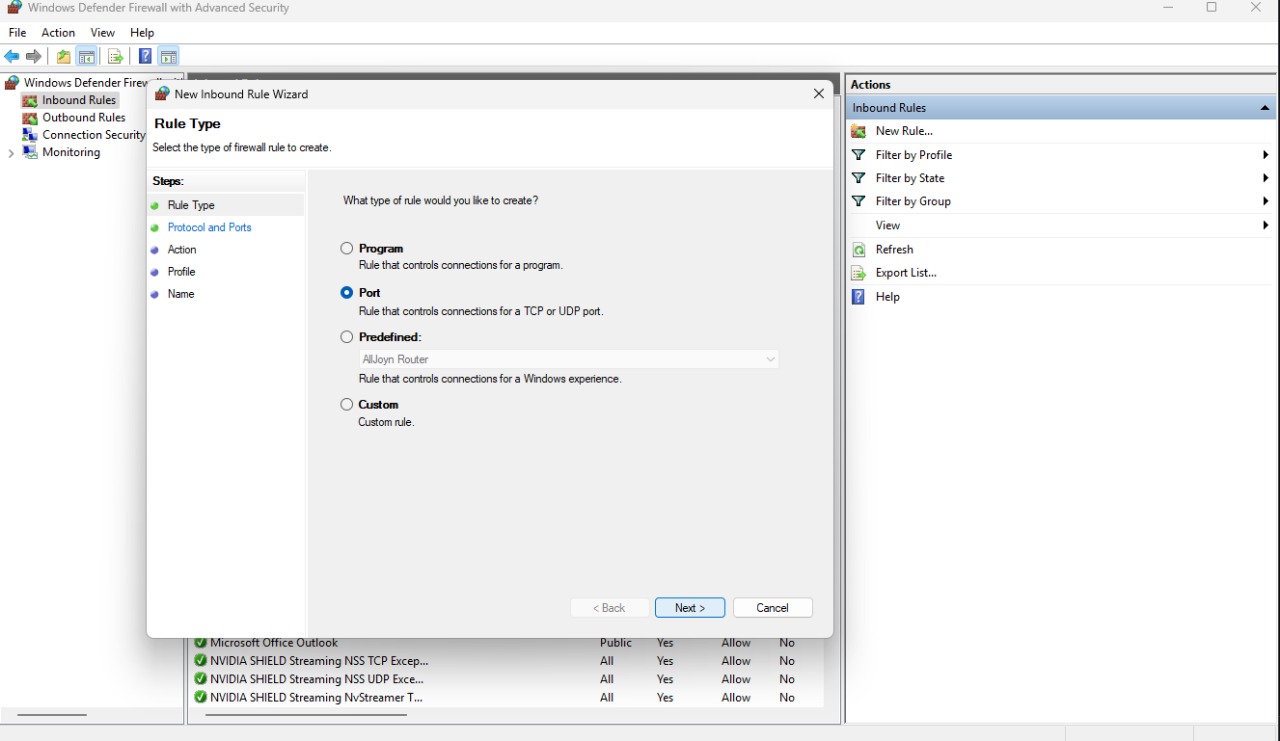 Windows Defender Firewall with Advanced Security
File Action View Help
Windows Defender Firew
Inbound Rules
Outbound Rules
Connection Security
Monitoring
New Inbound Rule Wizard
Rule Type
Select the type of firewall rule to create.
Steps:
Rule Type
Protocol and Ports
Action
Profile
Name
What type of rule would you like to create?
Program
Rule that controls connections for a program.
Port
Rule that controls connections for a TCP or UDP port.
Predefined:
AllJoyn Router
Rule that controls connections for a Windows experience.
Custom
Custom rule.
< Back Next > Cancel
Microsoft Office Outlook Public Yes Allow No
NVIDIA SHIELD Streaming NSS TCP Excep... All Yes Allow No
NVIDIA SHIELD Streaming NSS UDP Exce... All Yes Allow No
NVIDIA SHIELD Streaming NvStreamer T... All Yes Allow No
Actions
Inbound Rules
New Rule...
Filter by Profile
Filter by State
Filter by Group
View
Refresh
Export List...
Help